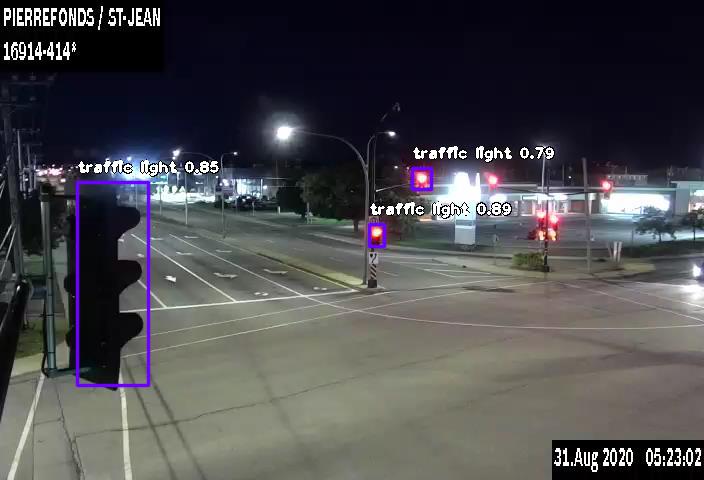 PIERREFONDS / ST-JEAN
16914-414*
traffic light 0.85
traffic light 0.79
traffic light 0.89
31.Aug 2020 05:23:02